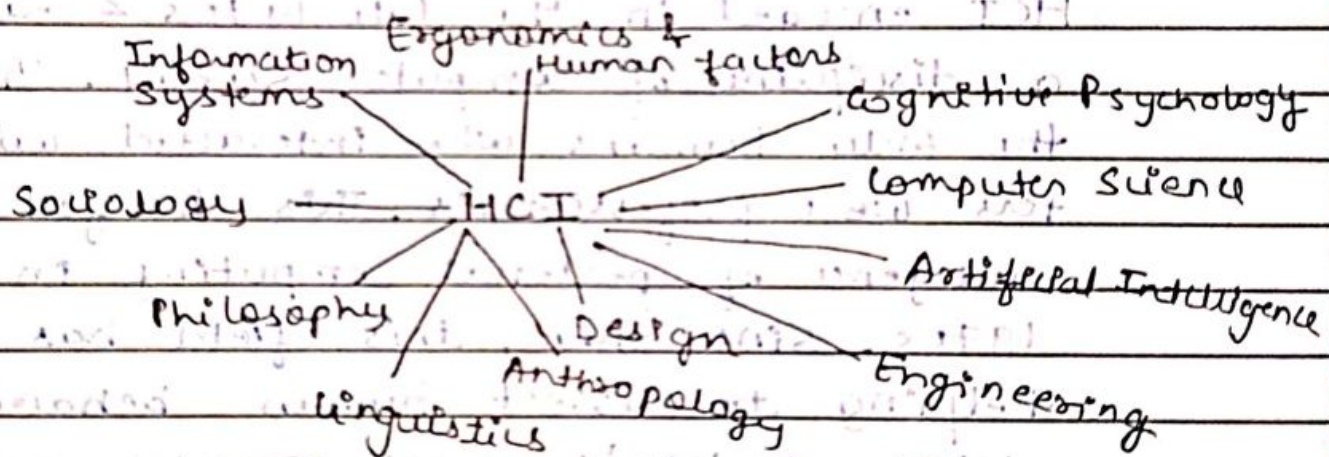 Ergonomics &
Information Human factors
Systems Cognitive Psychology
Sociology HCI Computer Science
Artificial Intelligence
Philosophy Design
Anthropology Engineering
Linguistics